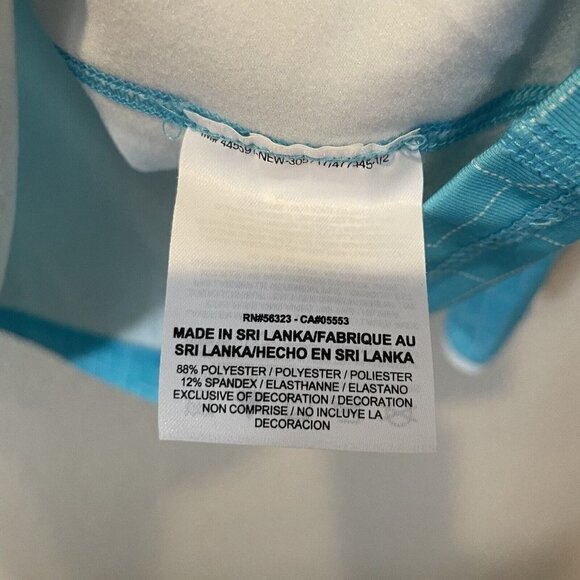 RN#56323 - CA#05553
MADE IN SRI LANKA/FABRIQUE AU
SRI LANKA/HECHO EN SRI LANKA
88% POLYESTER / POLYESTER / POLIESTER
12% SPANDEX / ELASTHANNE / ELASTANO
EXCLUSIVE OF DECORATION / DECORATION
NON COMPRISE / NO INCLUYE LA
DECORACION